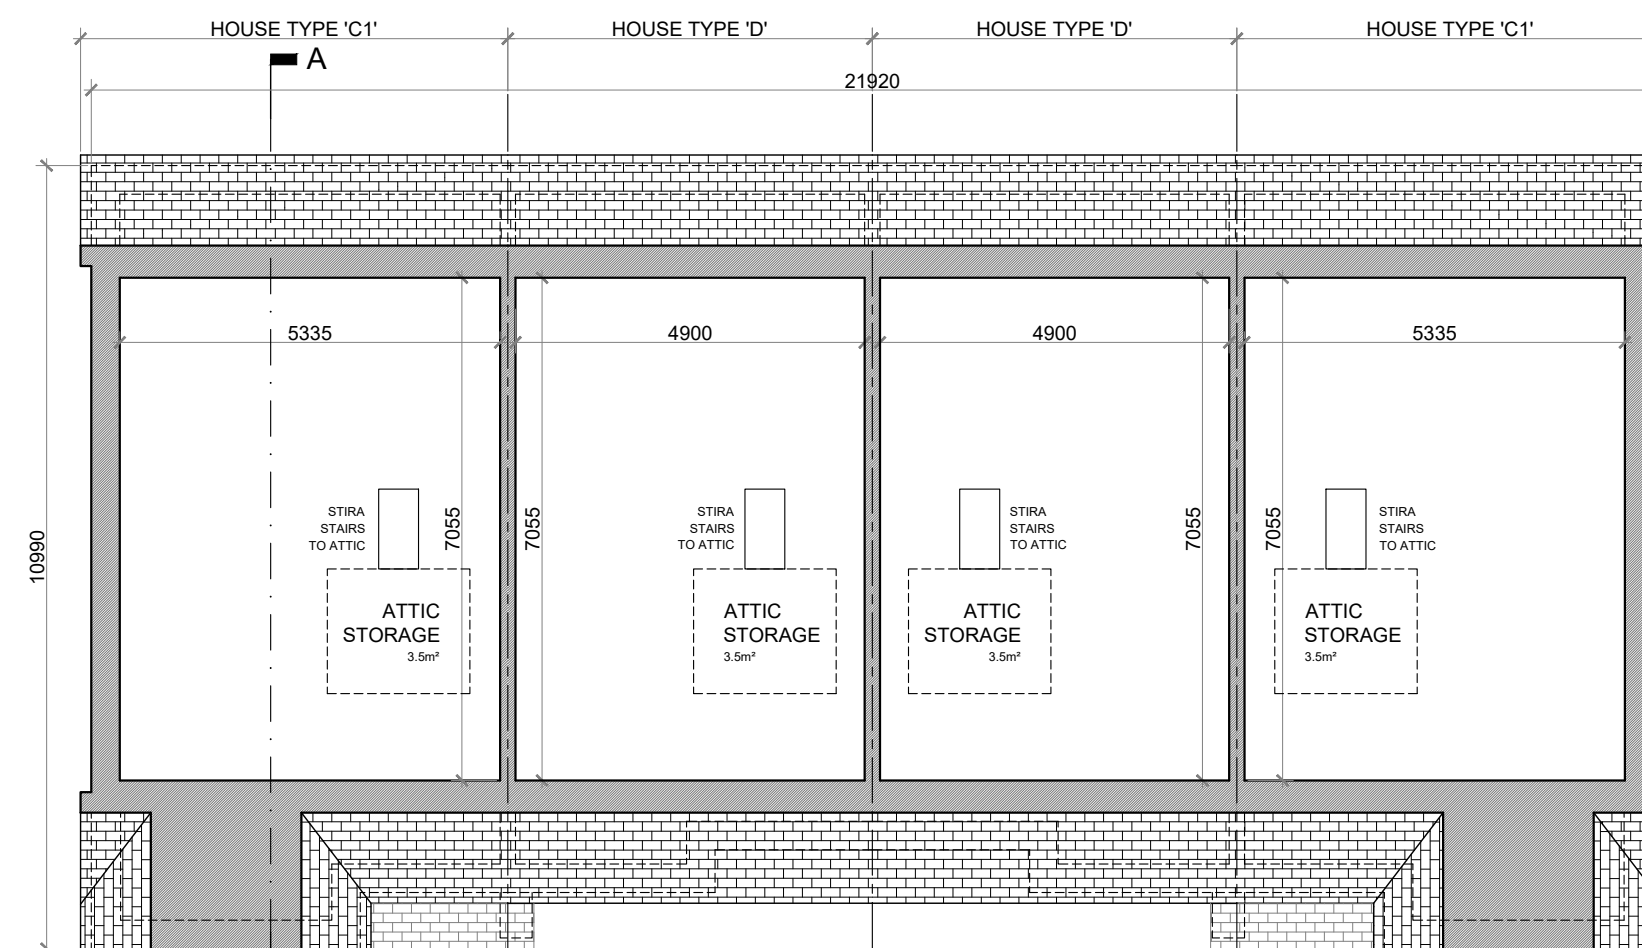 HOUSE TYPE 'C1'
HOUSE TYPE 'D'
HOUSE TYPE 'D'
HOUSE TYPE 'C1'
A
21920
10990
5335
4900
4900
5335
STIRA
STAIRS
TO ATTIC
7055
7055
STIRA
STAIRS
TO ATTIC
STIRA
STAIRS
TO ATTIC
7055
7055
STIRA
STAIRS
TO ATTIC
ATTIC
STORAGE
3.5m²
ATTIC
STORAGE
3.5m²
ATTIC
STORAGE
3.5m²
ATTIC
STORAGE
3.5m²